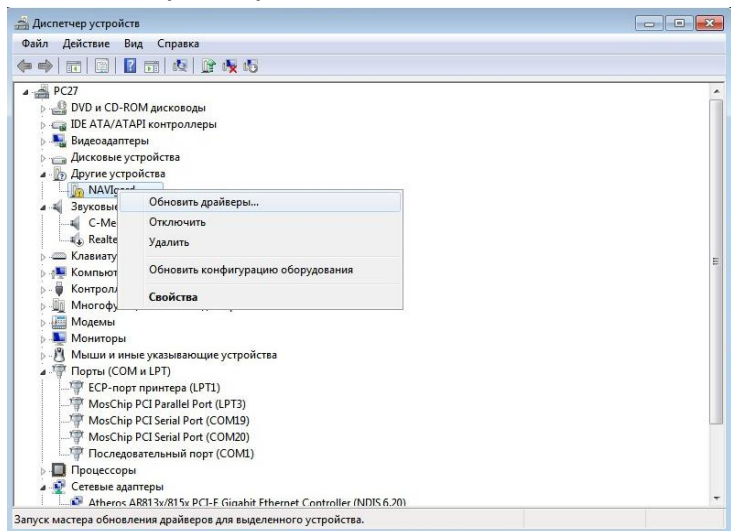 Диспетчер устройств
Файл Действие Вид Справка
PC27
DVD и CD-ROM дисководы
IDE ATA/ATAPI контроллеры
Видеоадаптеры
Дисковые устройства
Другие устройства
Обновить драйверы...
Звуковые
C-Me
Отключить
Realte
Удалить
Клавиату
Компьют
Обновить конфигурацию оборудования
Контрол
Многофу
Свойства
Модемы
Мониторы
Мыши и иные указывающие устройства
Порты (COM и LPT)
ECP-порт принтера (LPT1)
MosChip PCI Parallel Port (LPT3)
MosChip PCI Serial Port (COM19)
MosChip PCI Serial Port (COM20)
Последовательный порт (COM1)
Процессоры
Сетевые адаптеры
Atheros AR813x/815x PCI-E Gigabit Ethernet Controller (NDIS 6.20)
Запуск мастера обновления драйверов для выделенного устройства.